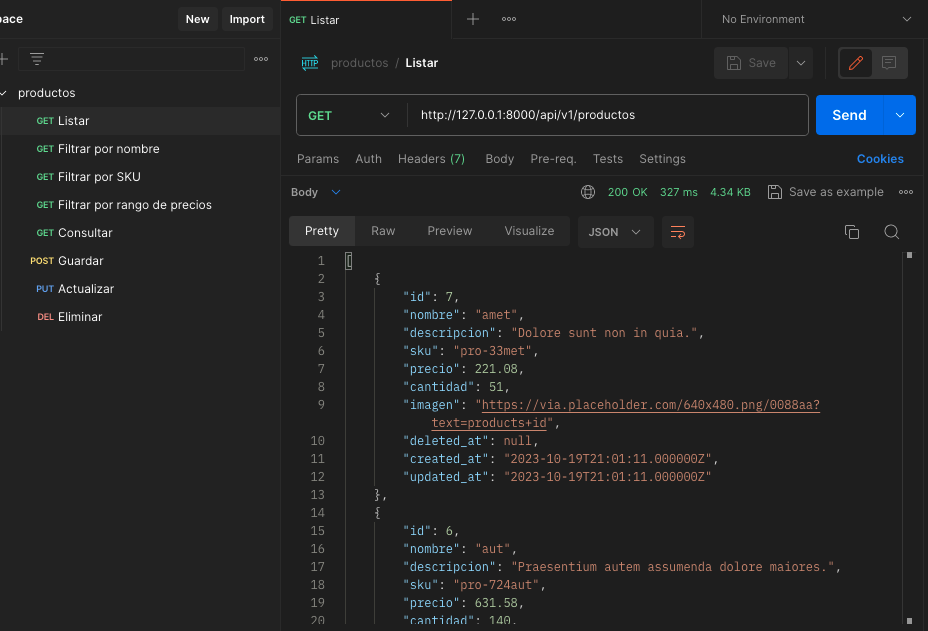 pace
New Import
GET Listar
No Environment
productos / Listar
Save
productos
GET Listar
GET Filtrar por nombre
GET Filtrar por SKU
GET Filtrar por rango de precios
GET Consultar
POST Guardar
PUT Actualizar
DEL Eliminar
HTTP
GET http://127.0.0.1:8000/api/v1/productos
Send
Params Auth Headers (7) Body Pre-req. Tests Settings Cookies
Body 200 OK 327 ms 4.34 KB Save as example
Pretty Raw Preview Visualize JSON
1 [
2 {
3 "id": 7,
4 "nombre": "amet",
5 "descripcion": "Dolore sunt non in quia.",
6 "sku": "pro-33met",
7 "precio": 221.08,
8 "cantidad": 51,
9 "imagen": "https://via.placeholder.com/640x480.png/0088aa?
text=products+id",
10 "deleted_at": null,
11 "created_at": "2023-10-19T21:01:11.000000Z",
12 "updated_at": "2023-10-19T21:01:11.000000Z"
13 },
14 {
15 "id": 6,
16 "nombre": "aut",
17 "descripcion": "Praesentium autem assumenda dolore maiores.",
18 "sku": "pro-724aut",
19 "precio": 631.58,
20 "cantidad": 140,